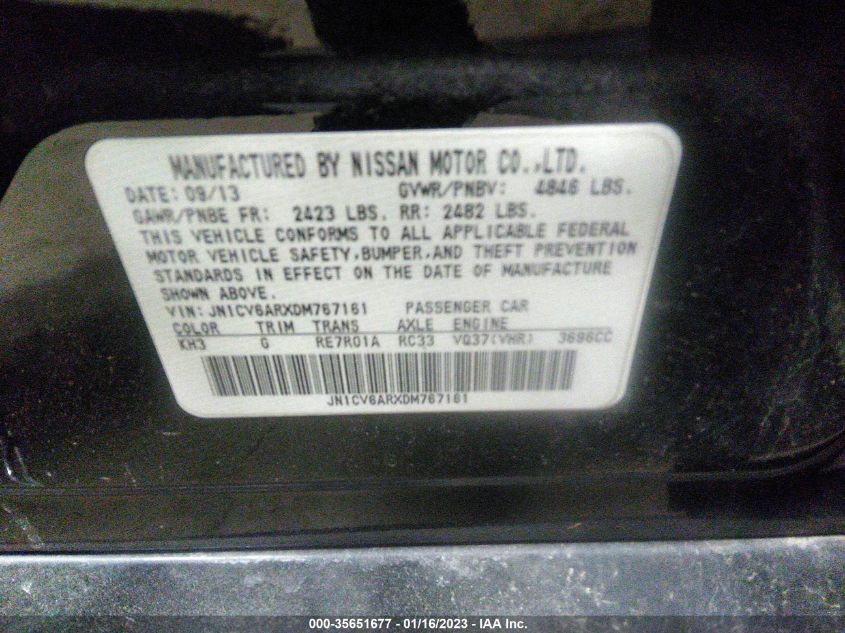 MANUFACTURED BY NISSAN MOTOR CO.,LTD.
DATE: 09/13 GVWR/PNBV: 4846 LBS.
GAWR/PNBE FR: 2423 LBS. RR: 2482 LBS.
THIS VEHICLE CONFORMS TO ALL APPLICABLE FEDERAL
MOTOR VEHICLE SAFETY,BUMPER,AND THEFT PREVENTION
STANDARDS IN EFFECT ON THE DATE OF MANUFACTURE
SHOWN ABOVE.
VIN: JN1CV6ARXDM767161 PASSENGER CAR
COLOR TRIM TRANS AXLE ENGINE
KH3 G RE7R01A RC33 VQ37(VHR) 3696CC
JN1CV6ARXDM767161
000-35651677 - 01/16/2023 - IAA Inc.